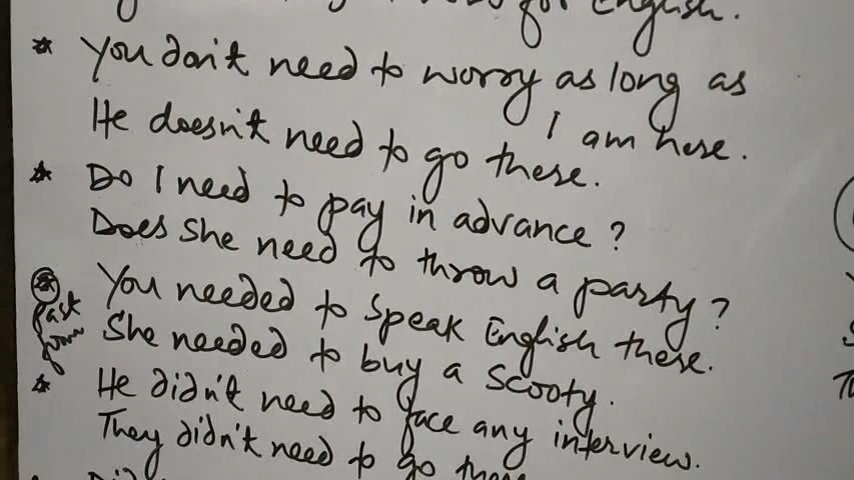 for English.
* You don't need to worry as long as
I am here.
He doesn't need to go there.
* Do I need to pay in advance?
Does she need to throw a party?
* You needed to speak English there.
past form
She needed to buy a scooty.
* He didn't need to face any interview.
They didn't need to go there